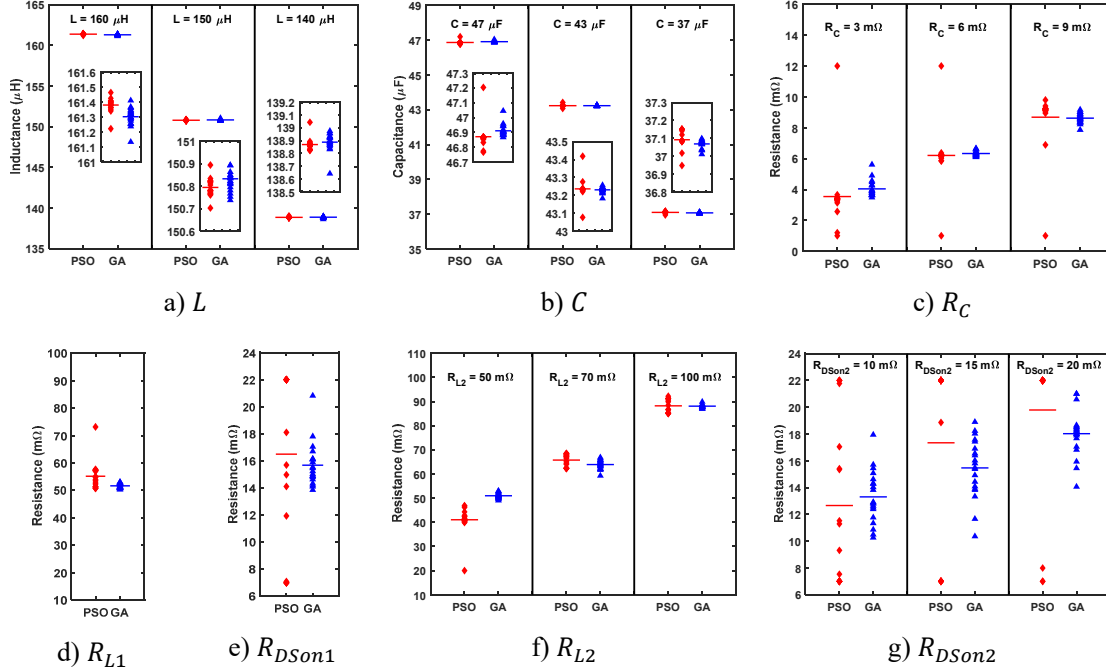 L = 160 μH
L = 150 μH
L = 140 μH
Inductance (μH)
165
160
155
150
145
140
135
161.6
161.5
161.4
161.3
161.2
161.1
161
151
150.9
150.8
150.7
150.6
139.2
139.1
139
138.9
138.8
138.7
138.6
138.5
PSO GA PSO GA PSO GA
a) L
C = 47 μF
C = 43 μF
C = 37 μF
Capacitance (μF)
49
47
45
43
41
39
37
35
47.3
47.2
47.1
47
46.9
46.8
46.7
43.5
43.4
43.3
43.2
43.1
43
37.3
37.2
37.1
37
36.9
36.8
PSO GA PSO GA PSO GA
b) C
R_C = 3 mΩ
R_C = 6 mΩ
R_C = 9 mΩ
Resistance (mΩ)
16
14
12
10
8
6
4
2
0
PSO GA PSO GA PSO GA
c) R_C
Resistance (mΩ)
100
90
80
70
60
50
40
30
20
10
PSO GA
d) R_L1
Resistance (mΩ)
24
22
20
18
16
14
12
10
8
6
PSO GA
e) R_DSon1
R_L2 = 50 mΩ
R_L2 = 70 mΩ
R_L2 = 100 mΩ
Resistance (mΩ)
110
100
90
80
70
60
50
40
30
20
10
PSO GA PSO GA PSO GA
f) R_L2
R_DSon2 = 10 mΩ
R_DSon2 = 15 mΩ
R_DSon2 = 20 mΩ
Resistance (mΩ)
24
22
20
18
16
14
12
10
8
6
PSO GA PSO GA PSO GA
g) R_DSon2